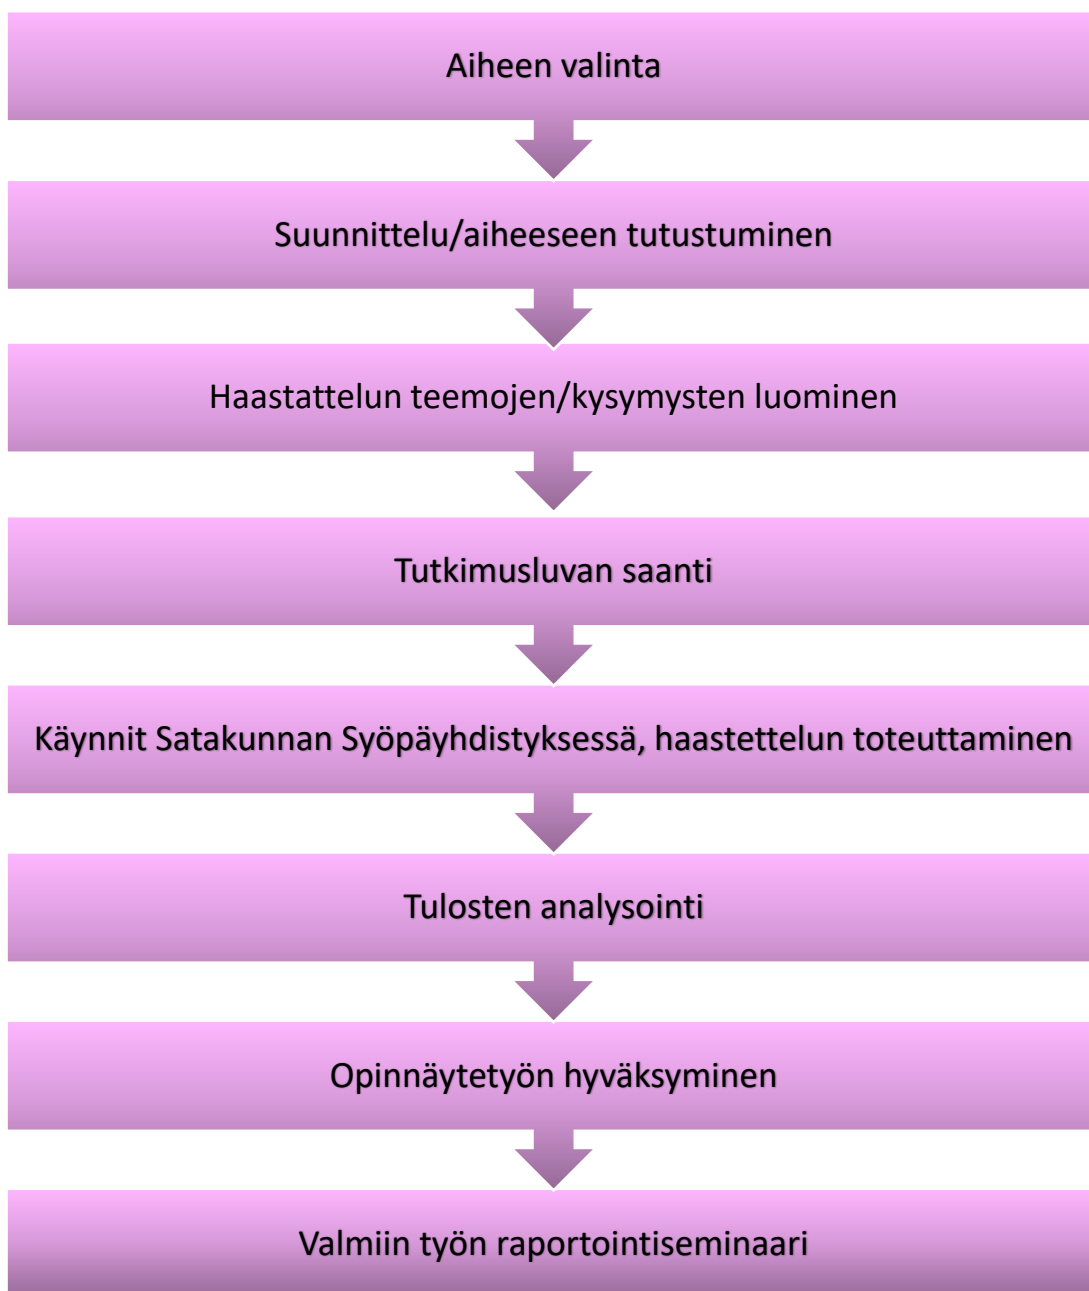 Aiheen valinta
Suunnittelu/aiheeseen tutustuminen
Haastattelun teemojen/kysymysten luominen
Tutkimusluvan saanti
Käynnit Satakunnan Syöpäyhdistyksessä, haastettelun toteuttaminen
Tulosten analysointi
Opinnäytetyön hyväksyminen
Valmiin työn raportointiseminaari